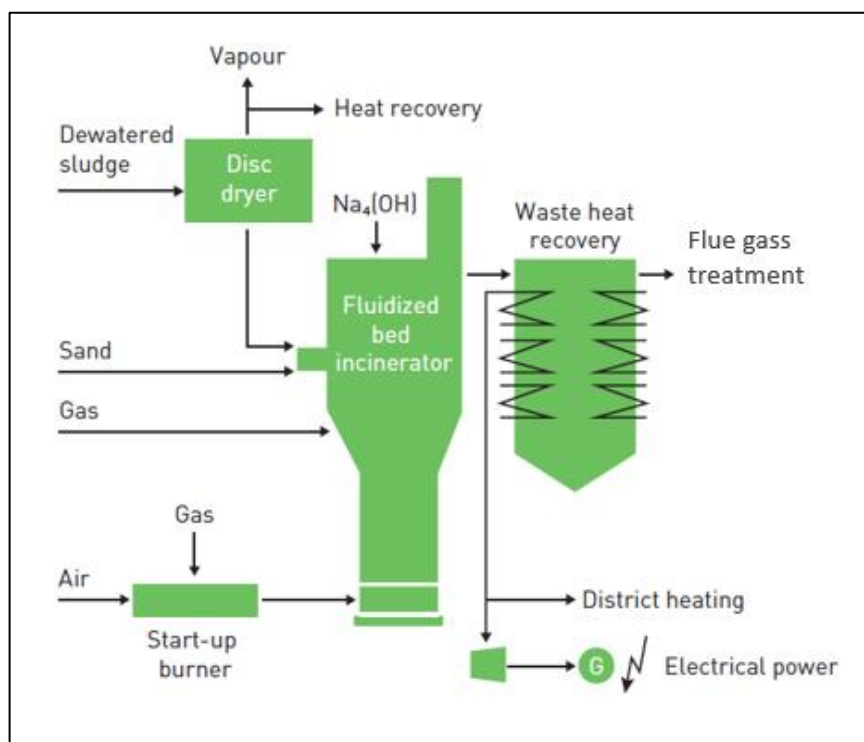 Vapour
Heat recovery
Dewatered
sludge
Disc
dryer
Na₄(OH)
Waste heat
recovery
Flue gass
treatment
Fluidized
bed
incinerator
Sand
Gas
Gas
Air
Start-up
burner
District heating
G
Electrical power